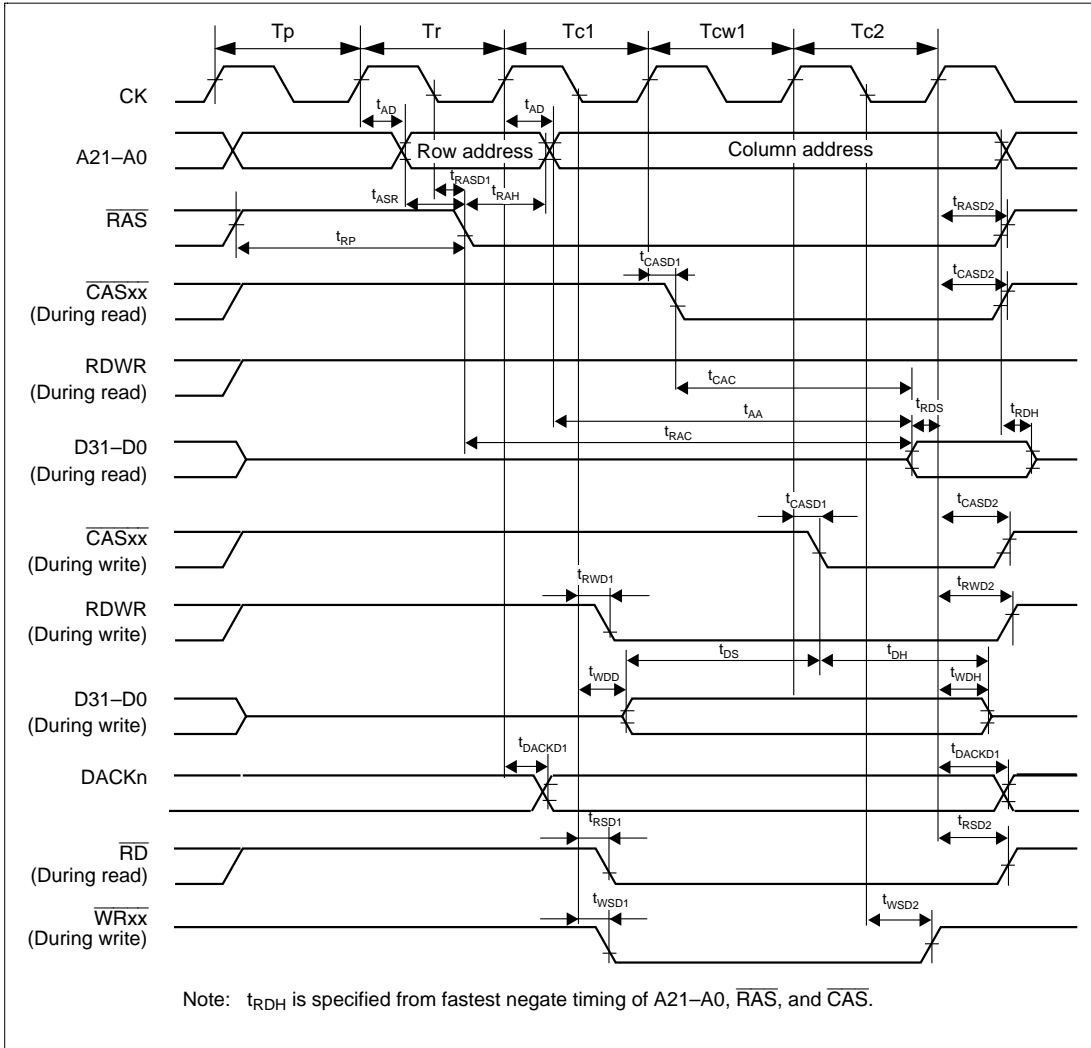 Tp Tr Tc1 Tcw1 Tc2
CK
tAD tAD
A21–A0 Row address Column address
tRASD1
tASR tRAH tRASD2
RAS
tRP
tCASD1 tCASD2
CASxx
(During read)
RDWR
(During read)
tCAC
tRDS
tAA tRDH
tRAC
D31–D0
(During read)
tCASD1 tCASD2
CASxx
(During write)
tRWD1 tRWD2
RDWR
(During write)
tDS tDH
tWDD tWDH
D31–D0
(During write)
tDACKD1 tDACKD1
DACKn
tRSD1 tRSD2
RD
(During read)
tWSD1 tWSD2
WRxx
(During write)
Note: tRDH is specified from fastest negate timing of A21–A0, RAS, and CAS.